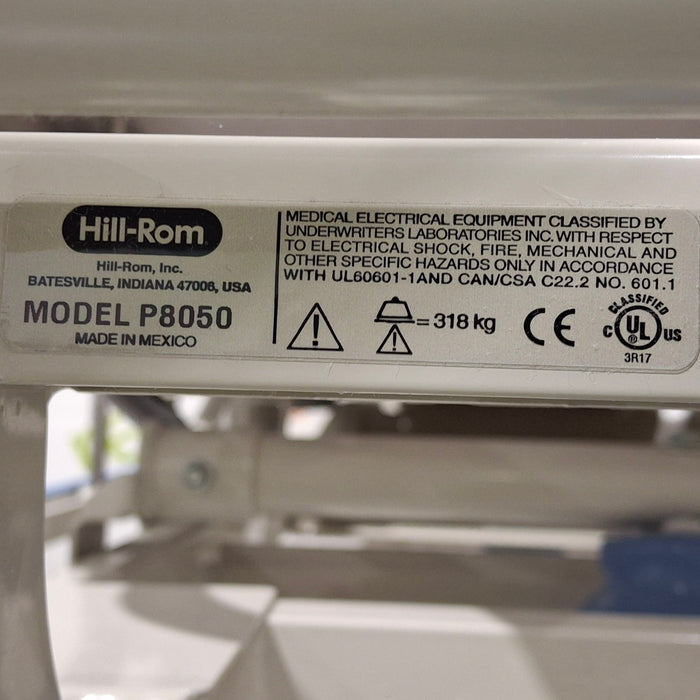 Hill-Rom
Hill-Rom, Inc.
BATESVILLE, INDIANA 47006, USA
MODEL P8050
MADE IN MEXICO
MEDICAL ELECTRICAL EQUIPMENT CLASSIFIED BY
UNDERWRITERS LABORATORIES INC. WITH RESPECT
TO ELECTRICAL SHOCK, FIRE, MECHANICAL AND
OTHER SPECIFIC HAZARDS ONLY IN ACCORDANCE
WITH UL60601-1AND CAN/CSA C22.2 NO. 601.1
= 318 kg
CE
CLASSIFIED
C UL ® US
3R17